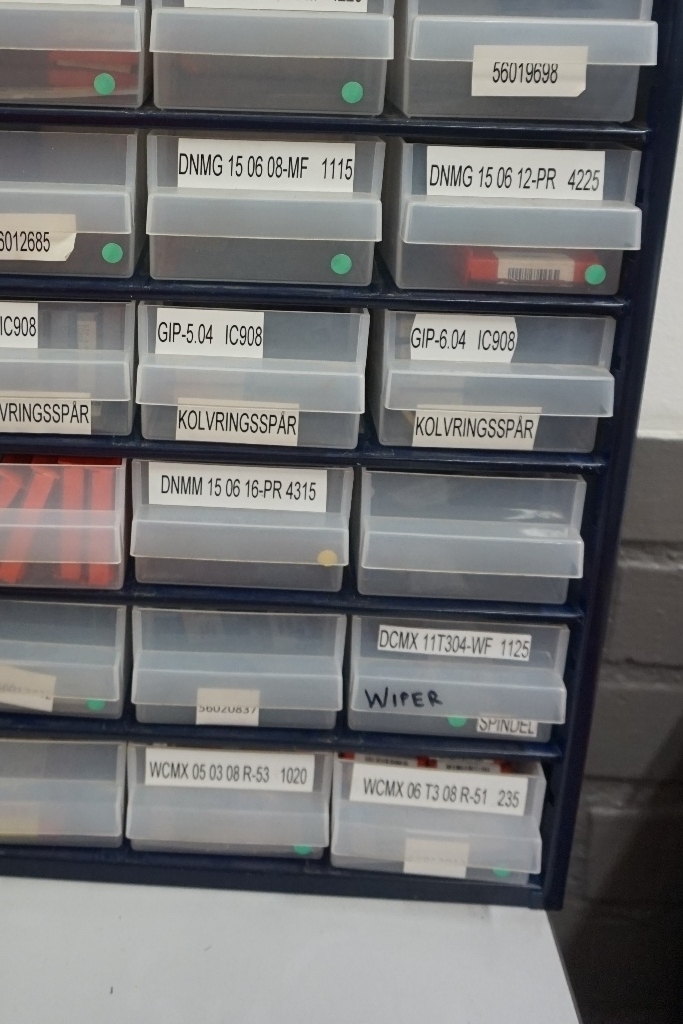 56019698
DNMG 15 06 08-MF 1115
DNMG 15 06 12-PR 4225
6012685
IC908
GIP-5.04 IC908
GIP-6.04 IC908
VRINGSSPÅR
KOLVRINGSSPÅR
KOLVRINGSSPÅR
DNMM 15 06 16-PR 4315
DCMX 11T304-WF 1125
WIPER
56020837
SPINDEL
WCMX 05 03 08 R-53 1020
WCMX 06 T3 08 R-51 235